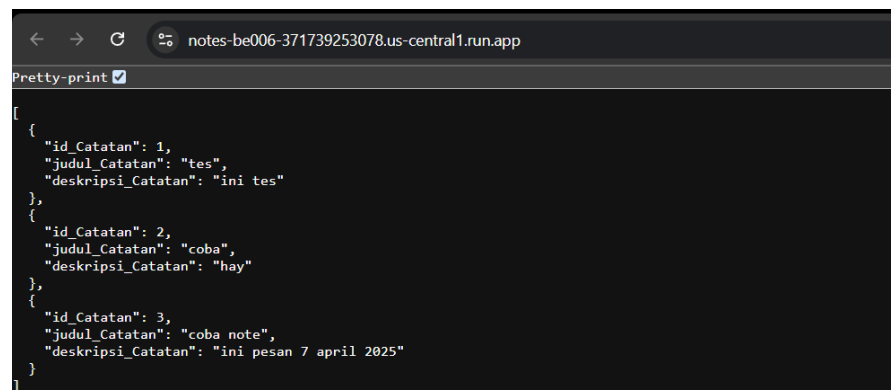 notes-be006-371739253078.us-central1.run.app
Pretty-print
[
  {
    "id_Catatan": 1,
    "judul_Catatan": "tes",
    "deskripsi_Catatan": "ini tes"
  },
  {
    "id_Catatan": 2,
    "judul_Catatan": "coba",
    "deskripsi_Catatan": "hay"
  },
  {
    "id_Catatan": 3,
    "judul_Catatan": "coba note",
    "deskripsi_Catatan": "ini pesan 7 april 2025"
  }
]